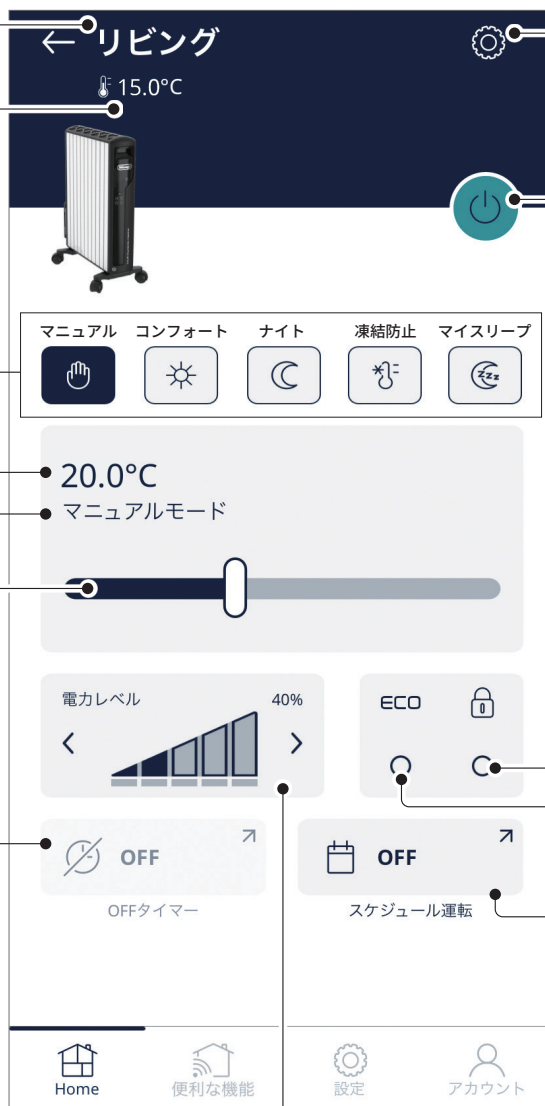 リビング
15.0°C
マニュアル コンフォート ナイト 凍結防止 マイスリープ
zzz
20.0°C
マニュアルモード
電力レベル 40%
ECO
OFF
OFF
OFFタイマー スケジュール運転
Home 便利な機能 設定 アカウント